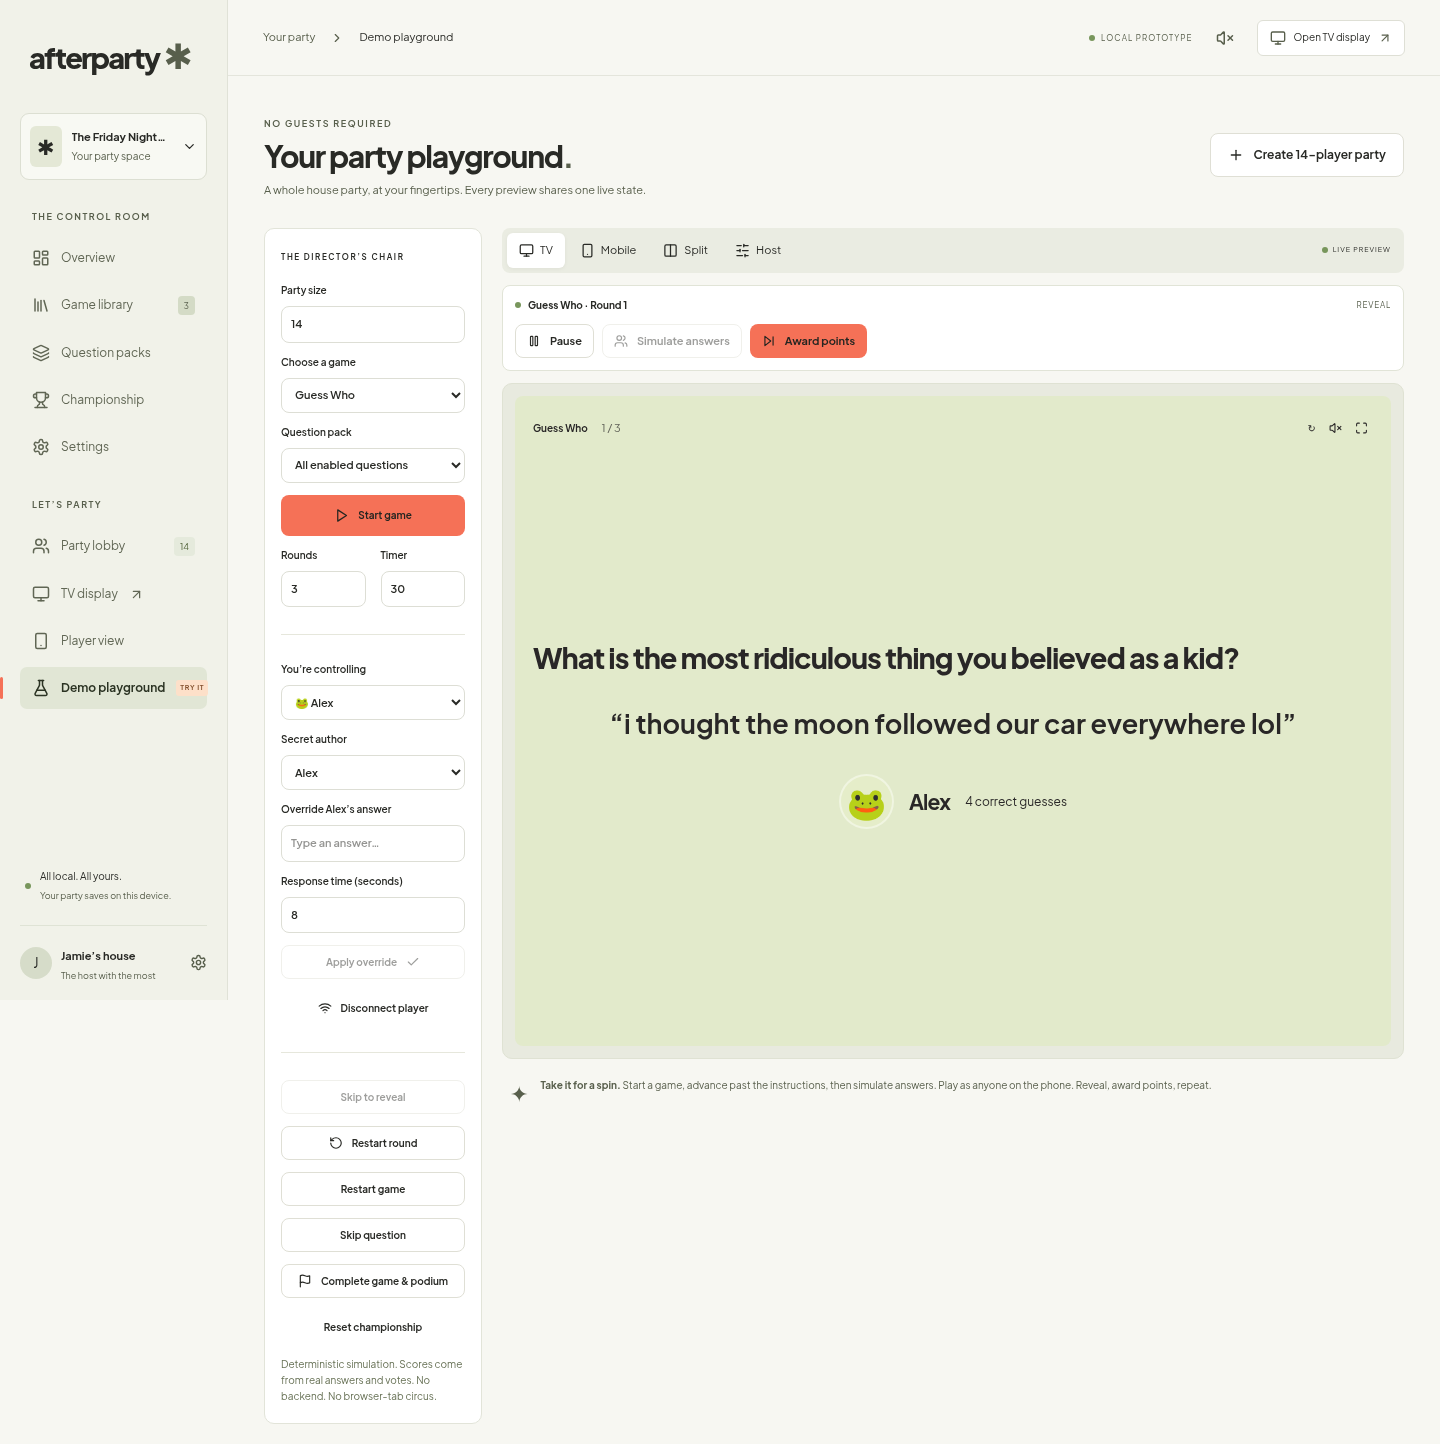 afterparty
The Friday Night...
Your party space
THE CONTROL ROOM
Overview
Game library 3
Question packs
Championship
Settings
LET'S PARTY
Party lobby 14
TV display
Player view
Demo playground TRY IT
All local. All yours.
Your party saves on this device.
J
Jamie's house
The host with the most
Your party Demo playground
LOCAL PROTOTYPE
Open TV display
NO GUESTS REQUIRED
Your party playground.
A whole house party, at your fingertips. Every preview shares one live state.
Create 14-player party
THE DIRECTOR'S CHAIR
Party size
14
Choose a game
Guess Who
Question pack
All enabled questions
Start game
Rounds Timer
3 30
You're controlling
Alex
Secret author
Alex
Override Alex's answer
Type an answer...
Response time (seconds)
8
Apply override
Disconnect player
Skip to reveal
Restart round
Restart game
Skip question
Complete game & podium
Reset championship
Deterministic simulation. Scores come
from real answers and votes. No
backend. No browser-tab circus.
TV Mobile Split Host
LIVE PREVIEW
Guess Who · Round 1
REVEAL
Pause Simulate answers Award points
Guess Who 1 / 3
What is the most ridiculous thing you believed as a kid?
“i thought the moon followed our car everywhere lol”
Alex 4 correct guesses
Take it for a spin. Start a game, advance past the instructions, then simulate answers. Play as anyone on the phone. Reveal, award points, repeat.